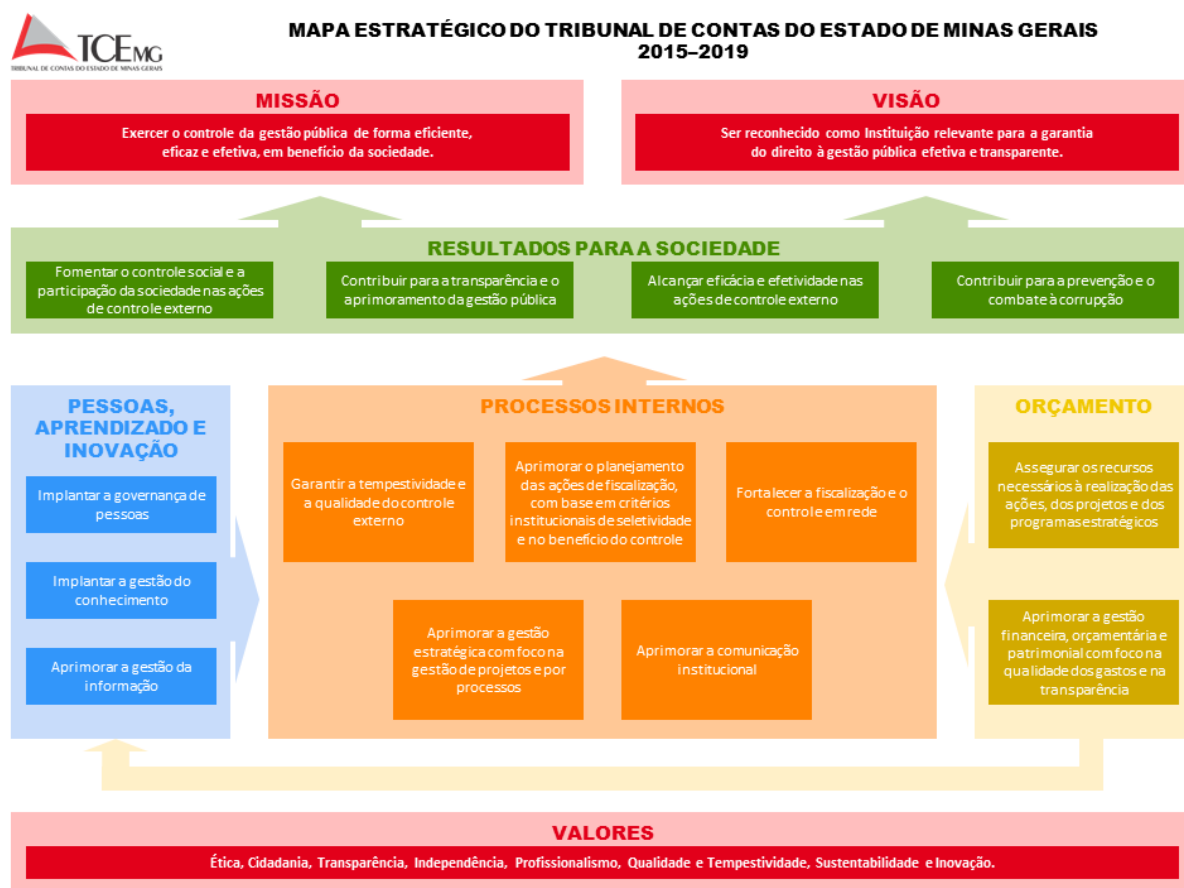 TCEMG
TRIBUNAL DE CONTAS DO ESTADO DE MINAS GERAIS
MAPA ESTRATÉGICO DO TRIBUNAL DE CONTAS DO ESTADO DE MINAS GERAIS
2015–2019
MISSÃO
Exercer o controle da gestão pública de forma eficiente,
eficaz e efetiva, em benefício da sociedade.
VISÃO
Ser reconhecido como Instituição relevante para a garantia
do direito à gestão pública efetiva e transparente.
RESULTADOS PARA A SOCIEDADE
Fomentar o controle social e a
participação da sociedade nas ações
de controle externo
Contribuir para a transparência e o
aprimoramento da gestão pública
Alcançar eficácia e efetividade nas
ações de controle externo
Contribuir para a prevenção e o
combate à corrupção
PESSOAS,
APRENDIZADO E
INOVAÇÃO
Implantar a governança de
pessoas
Implantar a gestão do
conhecimento
Aprimorar a gestão da
informação
PROCESSOS INTERNOS
Garantir a tempestividade e
a qualidade do controle
externo
Aprimorar o planejamento
das ações de fiscalização,
com base em critérios
institucionais de seletividade
e no benefício do controle
Fortalecer a fiscalização e o
controle em rede
Aprimorar a gestão
estratégica com foco na
gestão de projetos e por
processos
Aprimorar a comunicação
institucional
ORÇAMENTO
Assegurar os recursos
necessários à realização das
ações, dos projetos e dos
programas estratégicos
Aprimorar a gestão
financeira, orçamentária e
patrimonial com foco na
qualidade dos gastos e na
transparência
VALORES
Ética, Cidadania, Transparência, Independência, Profissionalismo, Qualidade e Tempestividade, Sustentabilidade e Inovação.